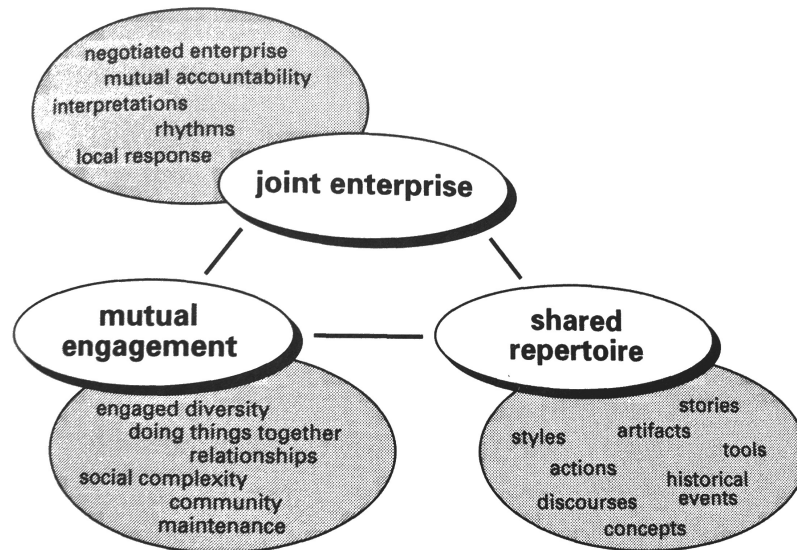 negotiated enterprise
mutual accountability
interpretations
rhythms
local response
joint enterprise
mutual
engagement
engaged diversity
doing things together
relationships
social complexity
community
maintenance
shared
repertoire
stories
styles
artifacts
tools
actions
historical
events
discourses
concepts